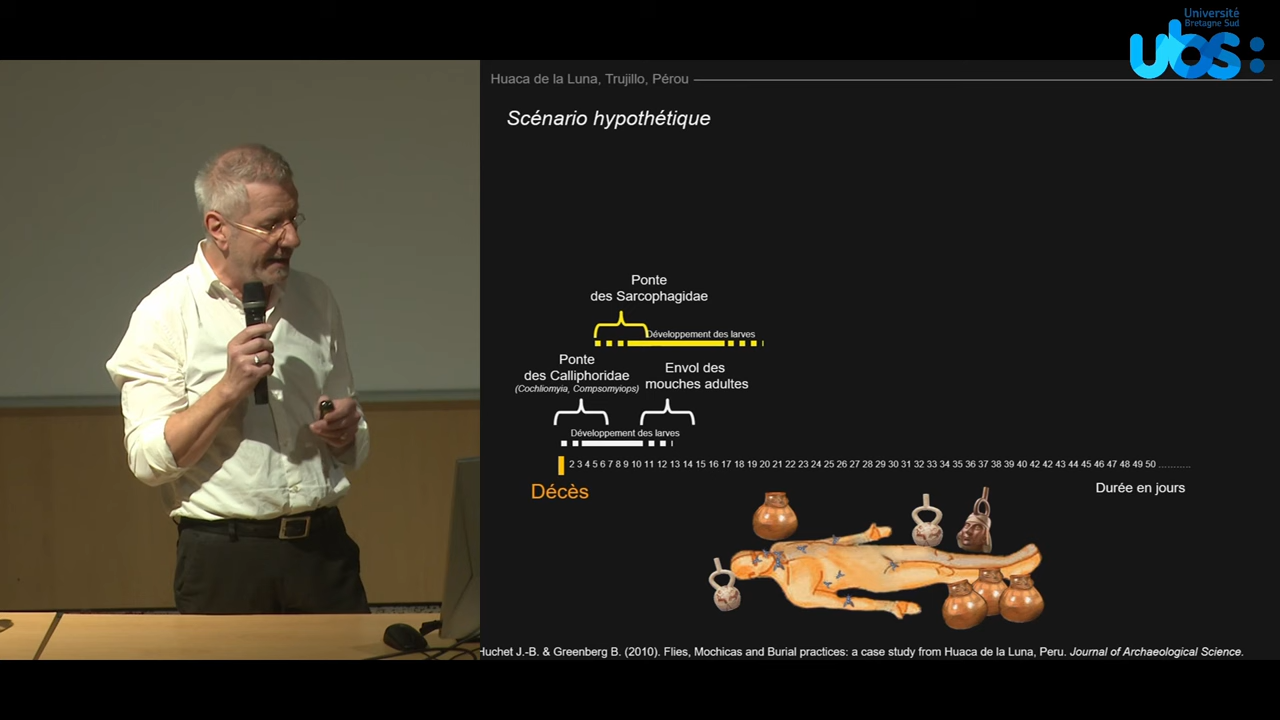 Université
Bretagne Sud
ubs:
Huaca de la Luna, Trujillo, Pérou
Scénario hypothétique
Ponte
des Sarcophagidae
Développement des larves
Ponte
des Calliphoridae
(Cochliomyia, Compsomyiops)
Envol des
mouches adultes
Développement des larves
2 3 4 5 6 7 8 9 10 11 12 13 14 15 16 17 18 19 20 21 22 23 24 25 26 27 28 29 30 31 32 33 34 35 36 37 38 39 40 42 42 43 44 45 46 47 48 49 50 ...........
Décès
Durée en jours
Huchet J.-B. & Greenberg B. (2010). Flies, Mochicas and Burial practices: a case study from Huaca de la Luna, Peru. Journal of Archaeological Science.